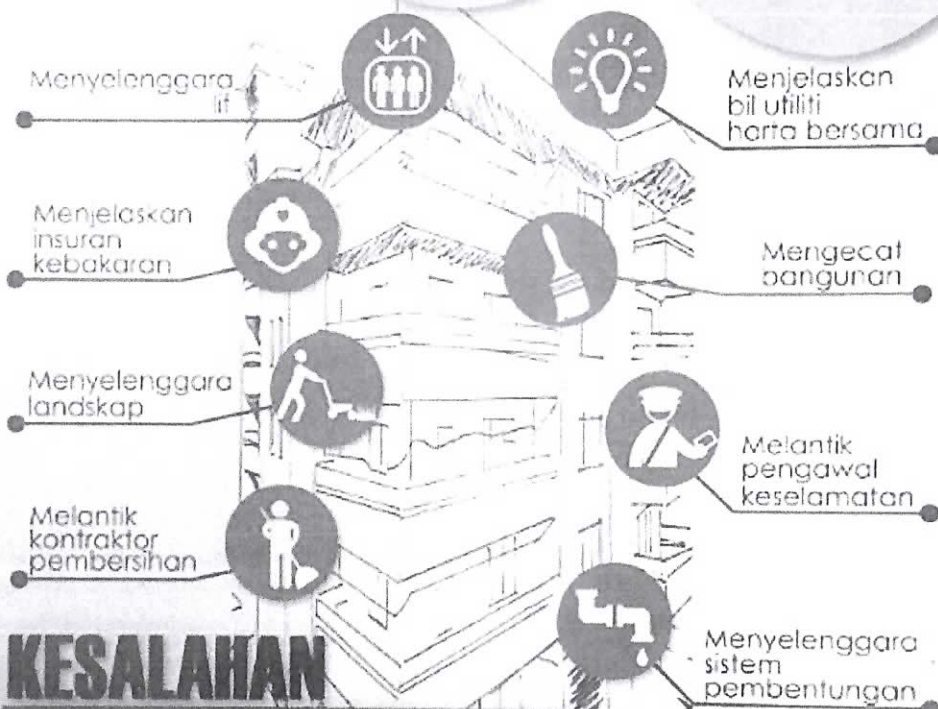 Menyelenggara
lif
Menjelaskan
bil utiliti
harta bersama
Menjelaskan
insuran
kebakaran
Mengecat
bangunan
Menyelenggara
landskap
Melantik
pengawal
keselamatan
Melantik
kontraktor
pembersihan
Menyelenggara
sistem
pembentungan
KESALAHAN